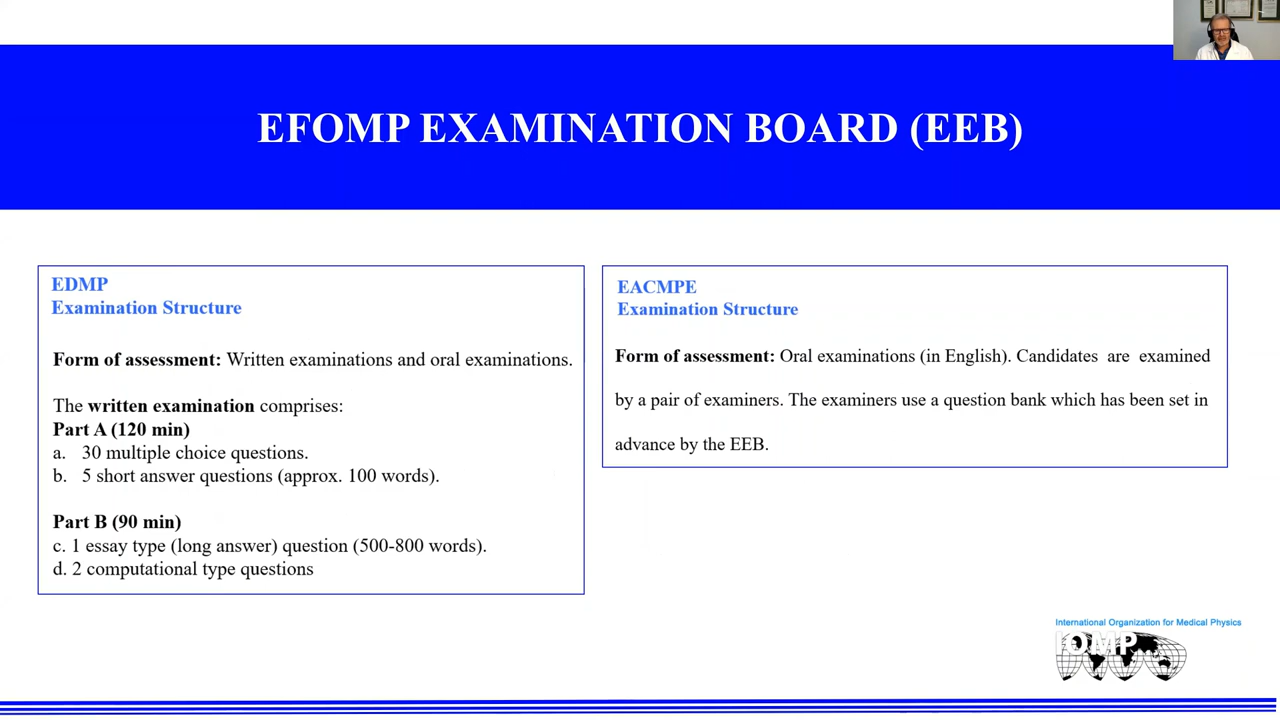 EFOMP EXAMINATION BOARD (EEB)
EDMP
Examination Structure
Form of assessment: Written examinations and oral examinations.
The written examination comprises:
Part A (120 min)
a. 30 multiple choice questions.
b. 5 short answer questions (approx. 100 words).
Part B (90 min)
c. 1 essay type (long answer) question (500-800 words).
d. 2 computational type questions
EACMPE
Examination Structure
Form of assessment: Oral examinations (in English). Candidates are examined
by a pair of examiners. The examiners use a question bank which has been set in
advance by the EEB.
International Organization for Medical Physics
IOMP